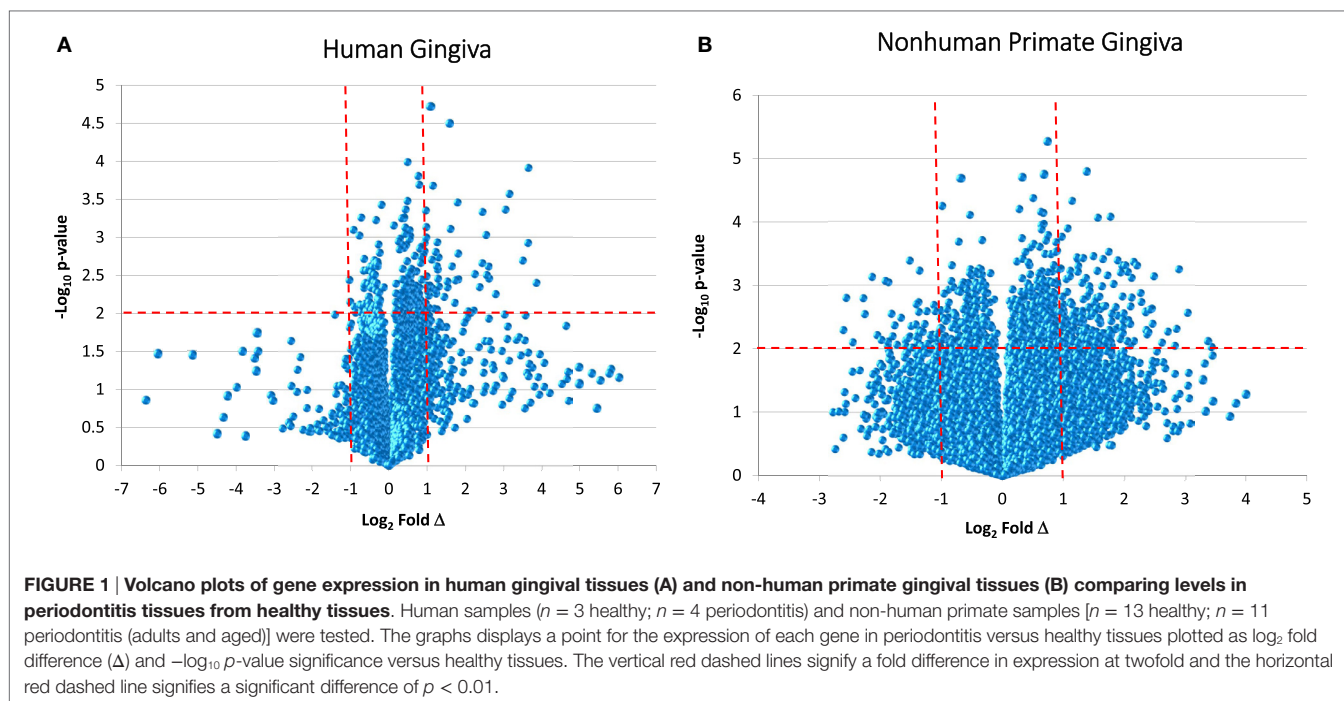 A
Human Gingiva
5
4.5
4
3.5
3
2.5
2
1.5
1
0.5
0
-Log₁₀ p-value
-7 -6 -5 -4 -3 -2 -1 0 1 2 3 4 5 6 7
Log₂ Fold Δ
B
Nonhuman Primate Gingiva
6
5
4
3
2
1
0
-Log₁₀ p-value
-4 -3 -2 -1 0 1 2 3 4 5
Log₂ Fold Δ
FIGURE 1 | Volcano plots of gene expression in human gingival tissues (A) and non-human primate gingival tissues (B) comparing levels in
periodontitis tissues from healthy tissues. Human samples (n = 3 healthy; n = 4 periodontitis) and non-human primate samples [n = 13 healthy; n = 11
periodontitis (adults and aged)] were tested. The graphs displays a point for the expression of each gene in periodontitis versus healthy tissues plotted as log₂ fold
difference (Δ) and −log₁₀ p-value significance versus healthy tissues. The vertical red dashed lines signify a fold difference in expression at twofold and the horizontal
red dashed line signifies a significant difference of p < 0.01.